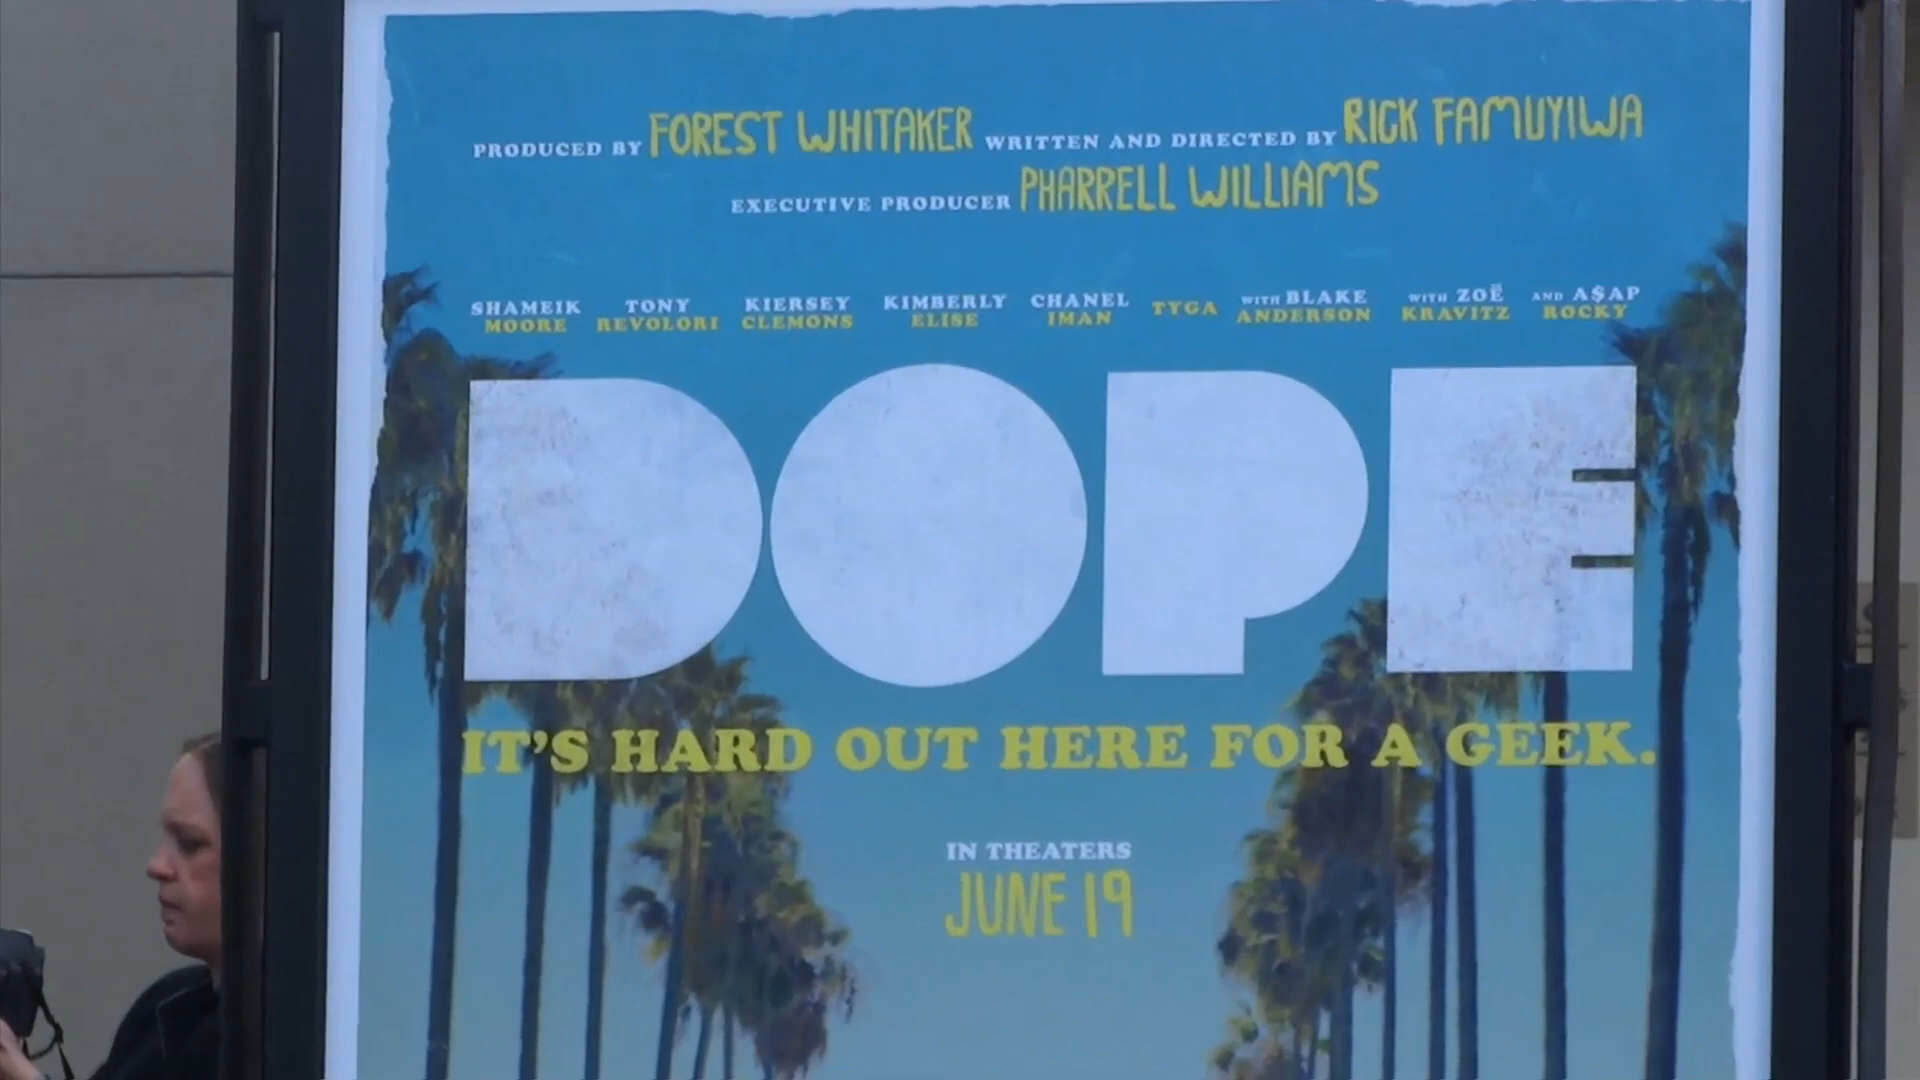 PRODUCED BY FOREST WHITAKER WRITTEN AND DIRECTED BY RICK FAMUYIWA
EXECUTIVE PRODUCER PHARRELL WILLIAMS
SHAMEIK MOORE TONY REVOLORI KIERSEY CLEMONS KIMBERLY ELISE CHANEL IMAN TYGA WITH BLAKE ANDERSON WITH ZOË KRAVITZ AND A$AP ROCKY
DOPE
IT'S HARD OUT HERE FOR A GEEK.
IN THEATERS
JUNE 19